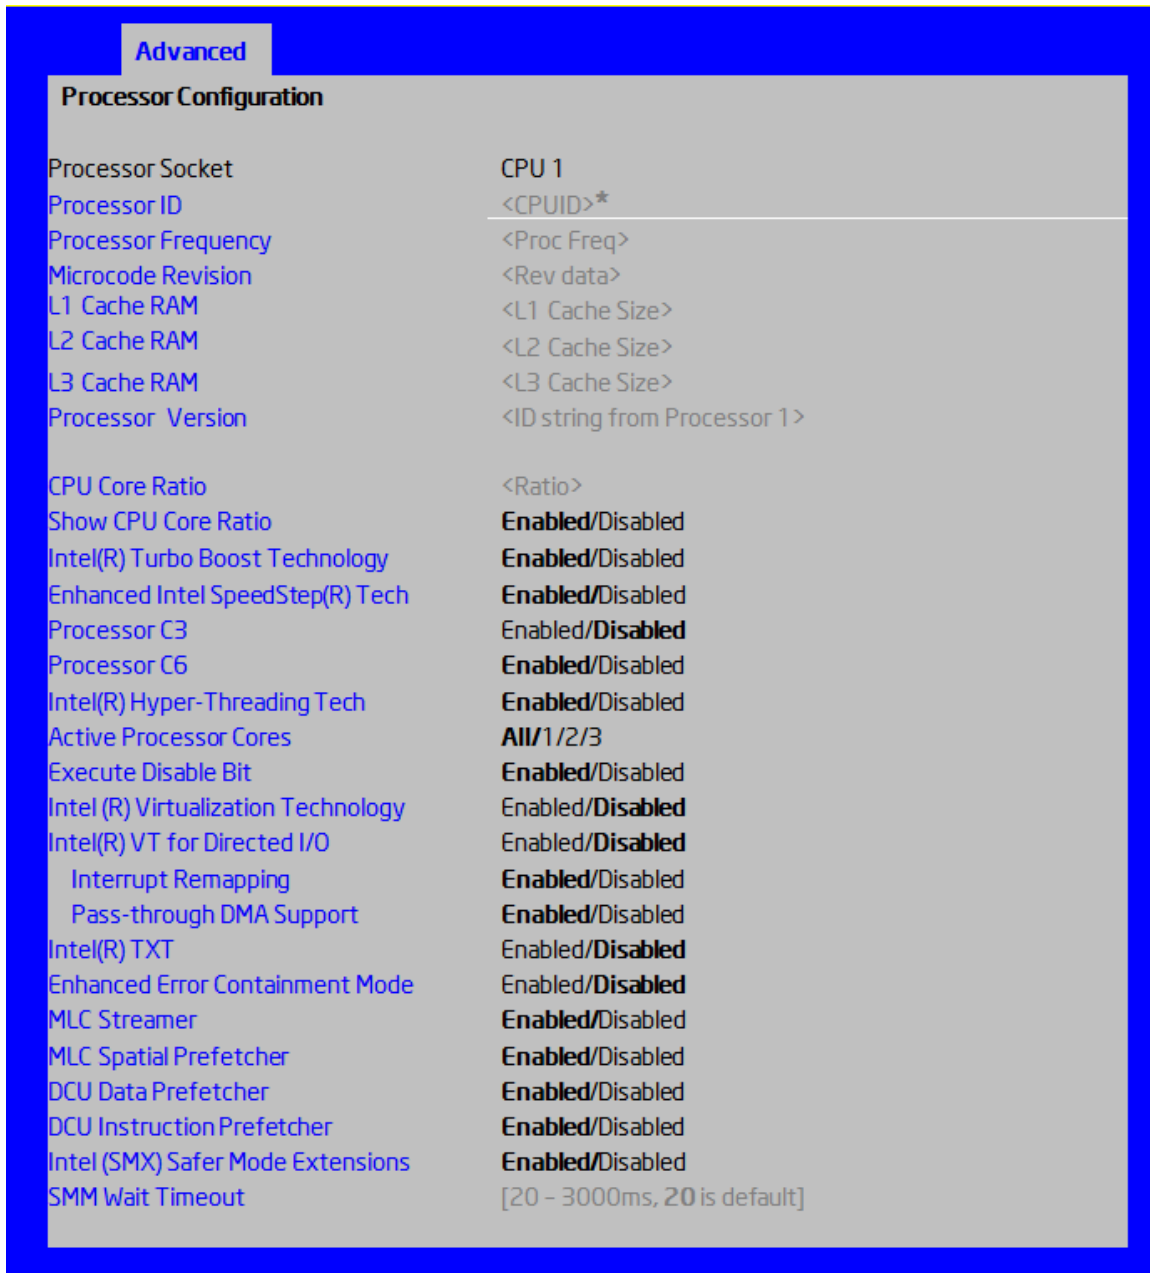 Advanced
Processor Configuration
Processor Socket CPU 1
Processor ID <CPUID>*
Processor Frequency <Proc Freq>
Microcode Revision <Rev data>
L1 Cache RAM <L1 Cache Size>
L2 Cache RAM <L2 Cache Size>
L3 Cache RAM <L3 Cache Size>
Processor Version <ID string from Processor 1>
CPU Core Ratio <Ratio>
Show CPU Core Ratio Enabled/Disabled
Intel(R) Turbo Boost Technology Enabled/Disabled
Enhanced Intel SpeedStep(R) Tech Enabled/Disabled
Processor C3 Enabled/Disabled
Processor C6 Enabled/Disabled
Intel(R) Hyper-Threading Tech Enabled/Disabled
Active Processor Cores All/1/2/3
Execute Disable Bit Enabled/Disabled
Intel (R) Virtualization Technology Enabled/Disabled
Intel(R) VT for Directed I/O Enabled/Disabled
Interrupt Remapping Enabled/Disabled
Pass-through DMA Support Enabled/Disabled
Intel(R) TXT Enabled/Disabled
Enhanced Error Containment Mode Enabled/Disabled
MLC Streamer Enabled/Disabled
MLC Spatial Prefetcher Enabled/Disabled
DCU Data Prefetcher Enabled/Disabled
DCU Instruction Prefetcher Enabled/Disabled
Intel (SMX) Safer Mode Extensions Enabled/Disabled
SMM Wait Timeout [20 – 3000ms, 20 is default]